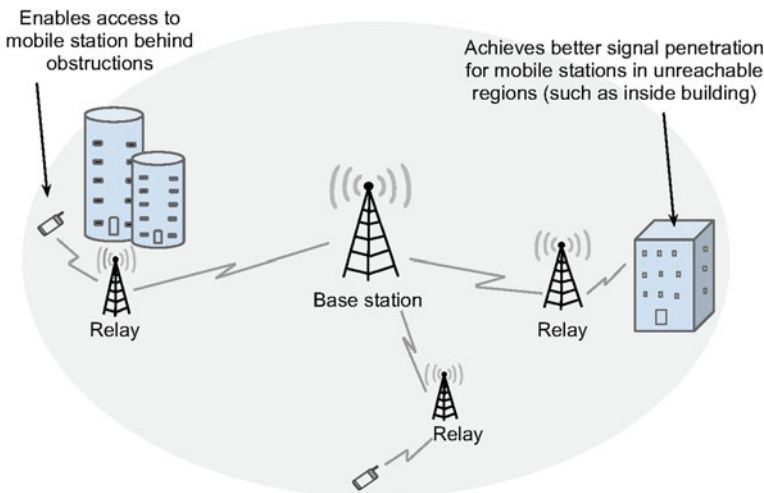 Enables access to
mobile station behind
obstructions
Achieves better signal penetration
for mobile stations in unreachable
regions (such as inside building)
Base station
Relay
Relay
Relay